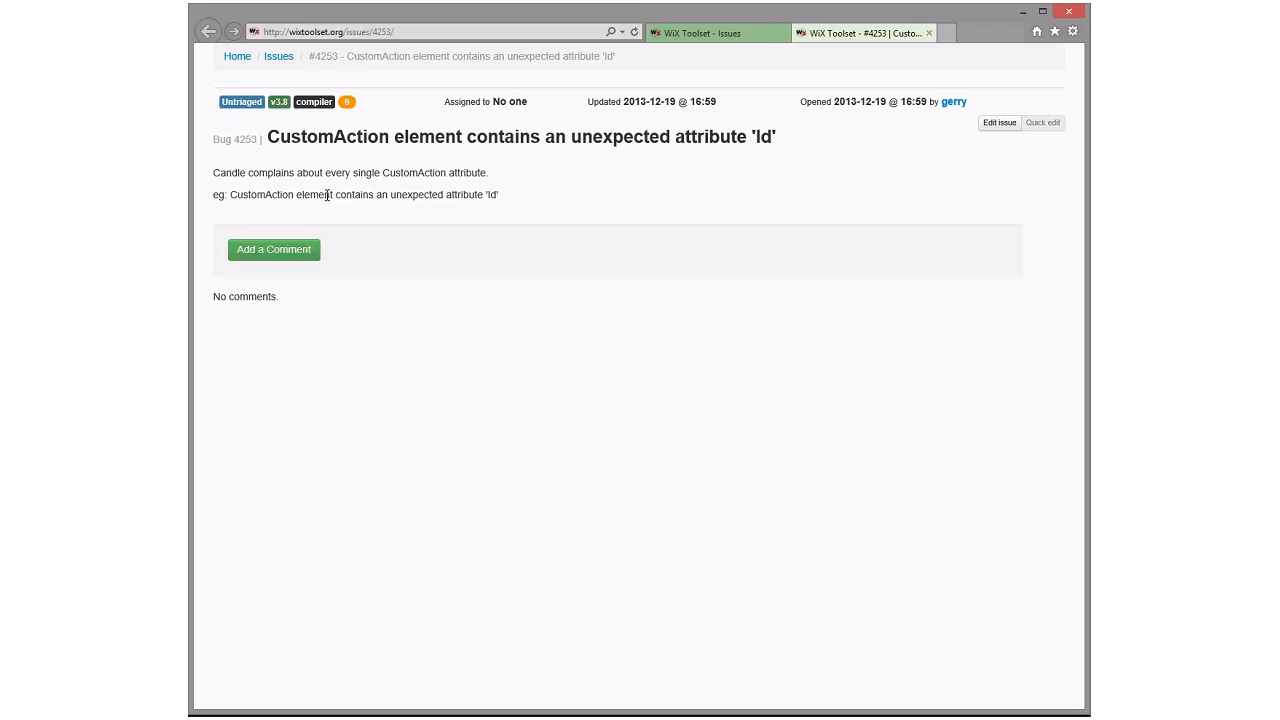 http://wixtoolset.org/issues/4253/
WiX Toolset - Issues
WiX Toolset - #4253 | Custo...
Home / Issues / #4253 - CustomAction element contains an unexpected attribute 'Id'
Untriaged v3.8 compiler 0 Assigned to No one Updated 2013-12-19 @ 16:59 Opened 2013-12-19 @ 16:59 by gerry
Edit issue Quick edit
Bug 4253 | CustomAction element contains an unexpected attribute 'Id'
Candle complains about every single CustomAction attribute.
eg: CustomAction element contains an unexpected attribute 'Id'
Add a Comment
No comments.